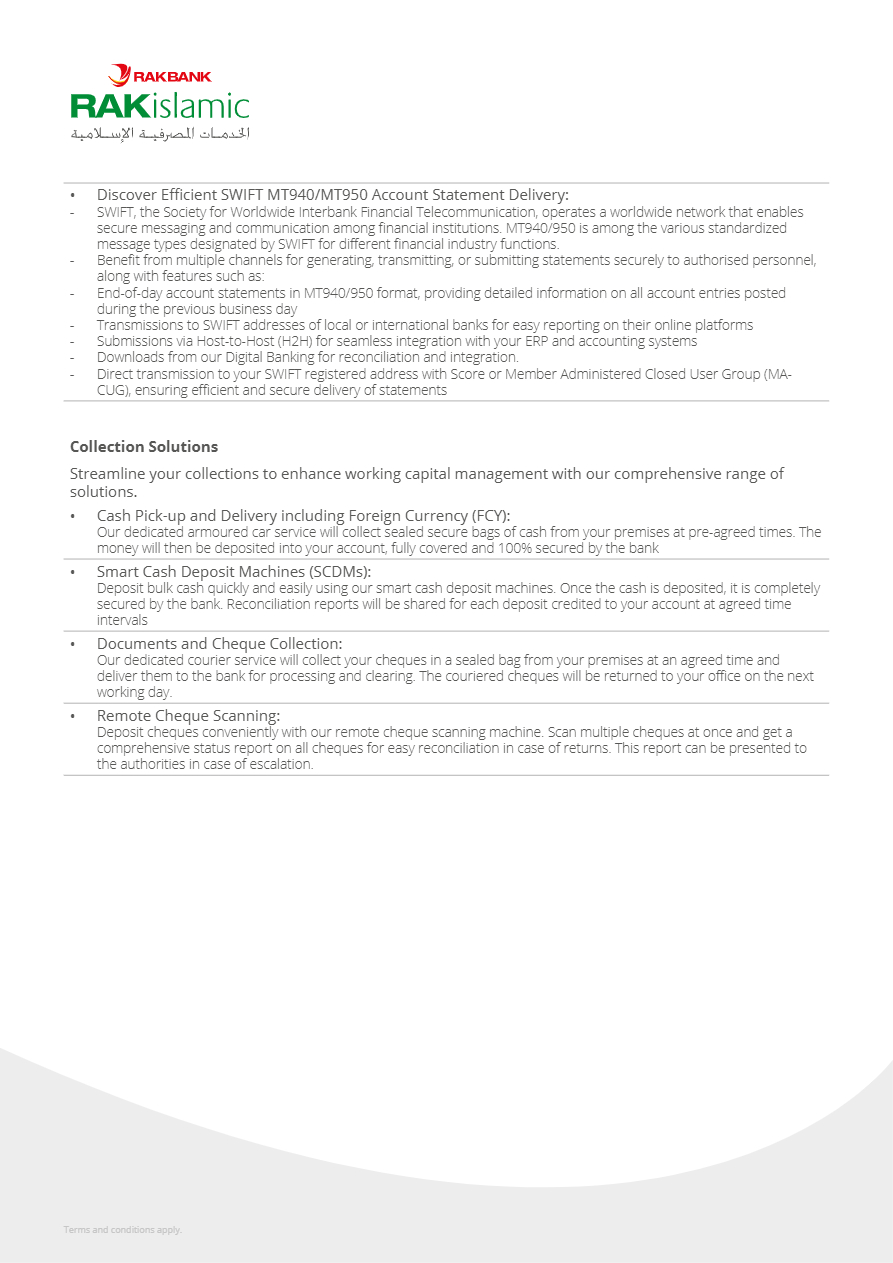 RAKBANK
RAKislamic
الخدمات المصرفية الإسلامية
• Discover Efficient SWIFT MT940/MT950 Account Statement Delivery:
- SWIFT, the Society for Worldwide Interbank Financial Telecommunication, operates a worldwide network that enables
secure messaging and communication among financial institutions. MT940/950 is among the various standardized
message types designated by SWIFT for different financial industry functions.
- Benefit from multiple channels for generating, transmitting, or submitting statements securely to authorised personnel,
along with features such as:
- End-of-day account statements in MT940/950 format, providing detailed information on all account entries posted
during the previous business day
- Transmissions to SWIFT addresses of local or international banks for easy reporting on their online platforms
- Submissions via Host-to-Host (H2H) for seamless integration with your ERP and accounting systems
- Downloads from our Digital Banking for reconciliation and integration.
- Direct transmission to your SWIFT registered address with Score or Member Administered Closed User Group (MA-
CUG), ensuring efficient and secure delivery of statements
Collection Solutions
Streamline your collections to enhance working capital management with our comprehensive range of
solutions.
• Cash Pick-up and Delivery including Foreign Currency (FCY):
Our dedicated armoured car service will collect sealed secure bags of cash from your premises at pre-agreed times. The
money will then be deposited into your account, fully covered and 100% secured by the bank
• Smart Cash Deposit Machines (SCDMs):
Deposit bulk cash quickly and easily using our smart cash deposit machines. Once the cash is deposited, it is completely
secured by the bank. Reconciliation reports will be shared for each deposit credited to your account at agreed time
intervals
• Documents and Cheque Collection:
Our dedicated courier service will collect your cheques in a sealed bag from your premises at an agreed time and
deliver them to the bank for processing and clearing. The couriered cheques will be returned to your office on the next
working day.
• Remote Cheque Scanning:
Deposit cheques conveniently with our remote cheque scanning machine. Scan multiple cheques at once and get a
comprehensive status report on all cheques for easy reconciliation in case of returns. This report can be presented to
the authorities in case of escalation.
Terms and conditions apply.